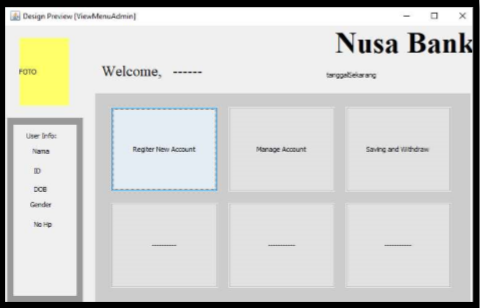 Design Preview [ViewMenuAdmin]
Nusa Bank
FOTO
Welcome, ------
tanggalSekarang
User Info:
Nama
ID
DOB
Gender
No Hp
Regiter New Account
Manage Account
Saving and Withdraw
______
______
______